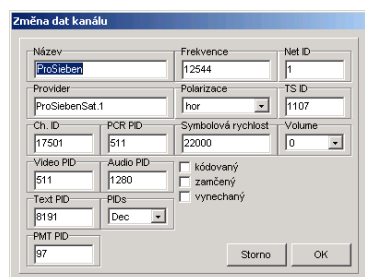 Změna dat kanálu
Název Frekvence Net ID
ProSieben 12544 1
Provider Polarizace TS ID
ProSiebenSat.1 hor 1107
Ch. ID PCR PID Symbolová rychlost Volume
17501 511 22000 0
Video PID Audio PID kódovaný
511 1280 zamčený
Text PID PIDs vynechaný
8191 Dec
PMT PID
97 Storno OK